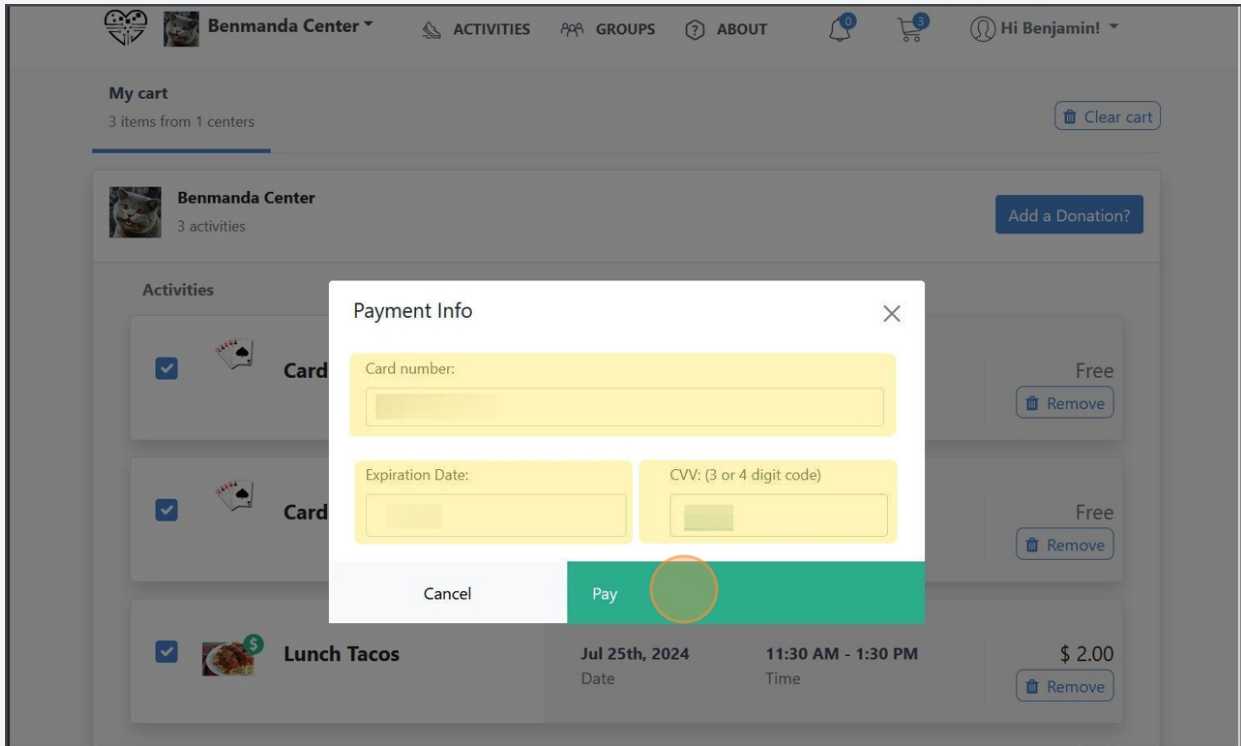 Benmanda Center
ACTIVITIES
GROUPS
? ABOUT
0
3
Hi Benjamin!
My cart
3 items from 1 centers
Clear cart
Benmanda Center
3 activities
Add a Donation?
Activities
Payment Info
Card number:
Card
Free
Remove
Expiration Date:
CVV: (3 or 4 digit code)
Card
Free
Remove
Cancel
Pay
$
Lunch Tacos
Jul 25th, 2024
11:30 AM - 1:30 PM
$ 2.00
Date
Time
Remove